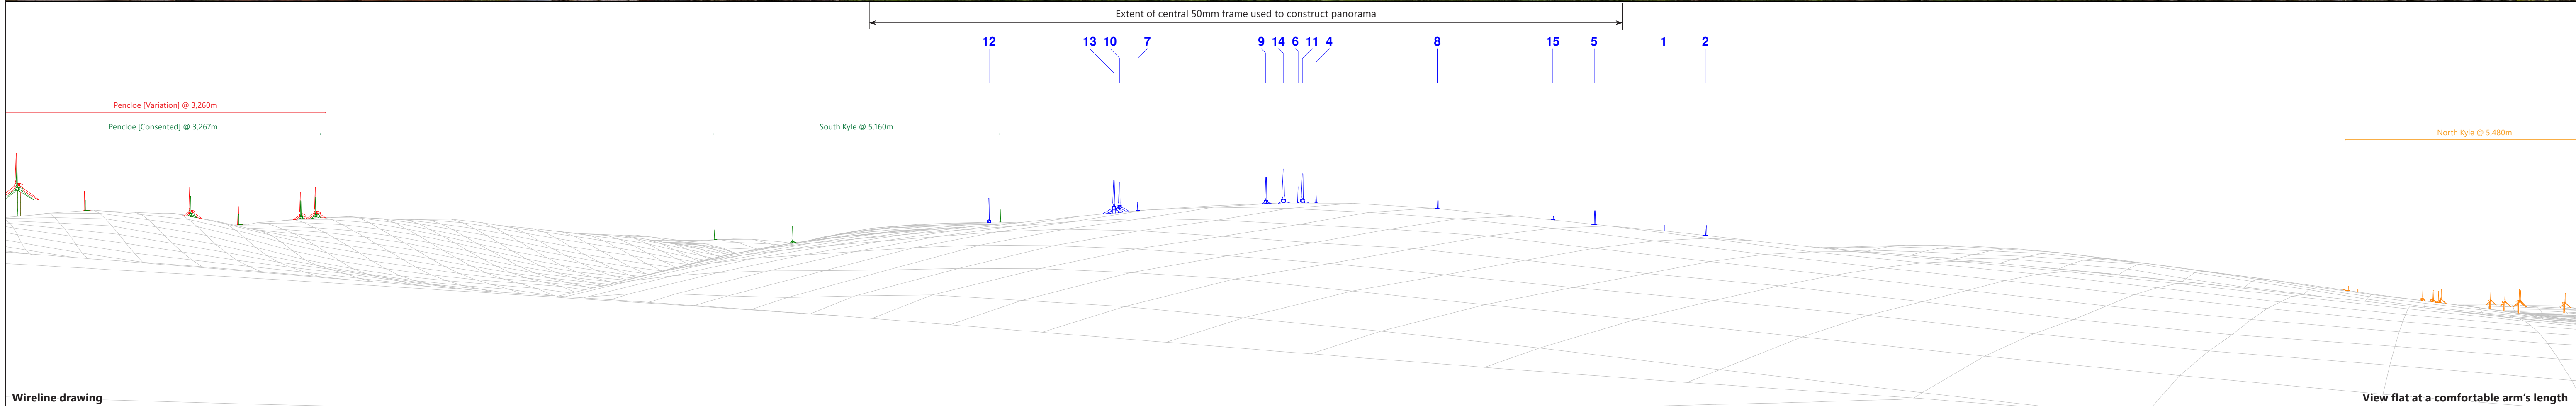 Extent of central 50mm frame used to construct panorama
12 13 10 7 9 14 6 11 4 8 15 5 1 2
Pencloe [Variation] @ 3,260m
Pencloe [Consented] @ 3,267m
South Kyle @ 5,160m
North Kyle @ 5,480m
Wireline drawing
View flat at a comfortable arm's length